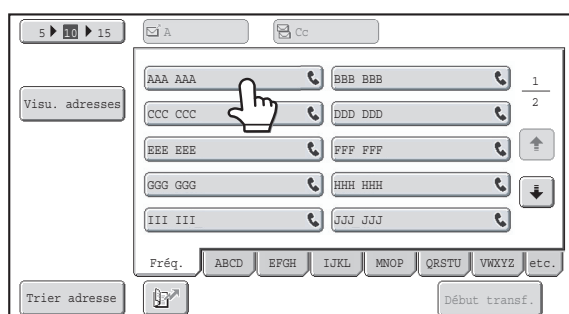 5 10 15
A
Cc
Visu. adresses
AAA AAA
BBB BBB
1
2
CCC CCC
DDD DDD
EEE EEE
FFF FFF
GGG GGG
HHH HHH
III III
JJJ JJJ
Fréq.
ABCD
EFGH
IJKL
MNOP
QRSTU
VWXYZ
etc.
Trier adresse
Début transf.